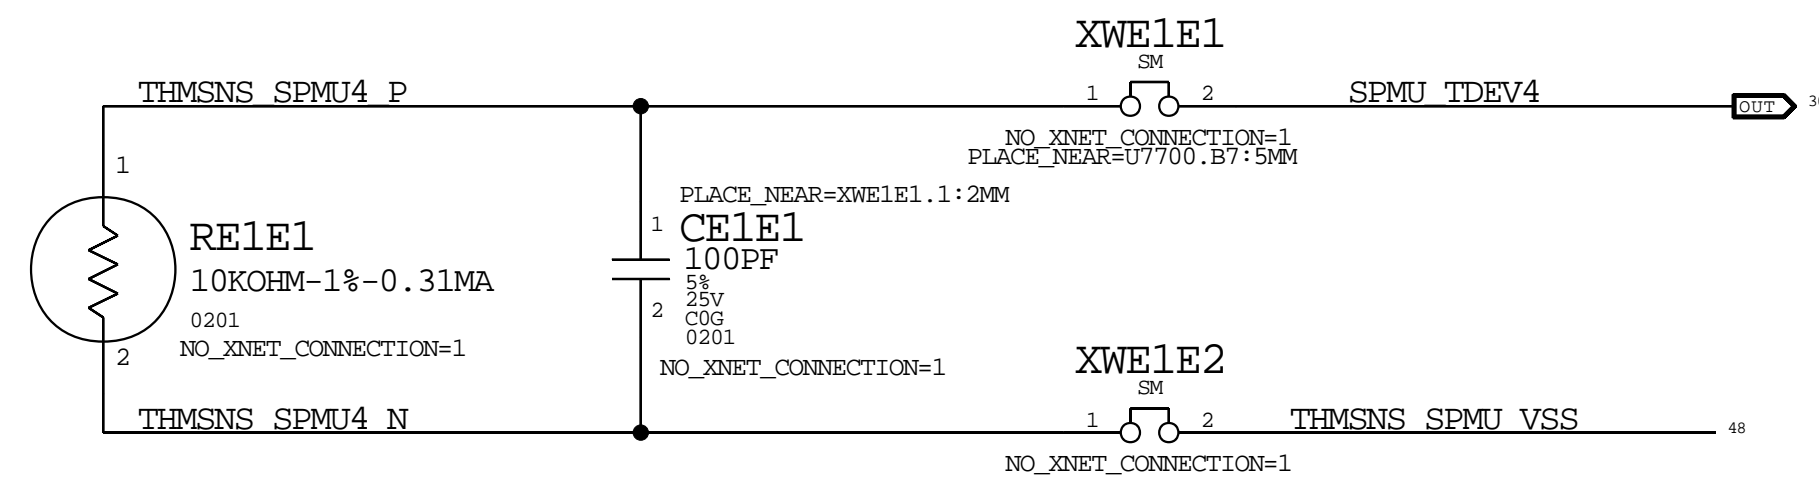 XWE1E1
SM
THMSNS_SPMU4_P
1
2
SPMU_TDEV4
OUT
NO_XNET_CONNECTION=1
PLACE_NEAR=U7700.B7:5MM
1
PLACE_NEAR=XWE1E1.1:2MM
1
CE1E1
100PF
5%
25V
C0G
0201
2
NO_XNET_CONNECTION=1
RE1E1
10KOHM-1%-0.31MA
0201
NO_XNET_CONNECTION=1
2
XWE1E2
SM
THMSNS_SPMU4_N
1
2
THMSNS_SPMU_VSS
48
NO_XNET_CONNECTION=1